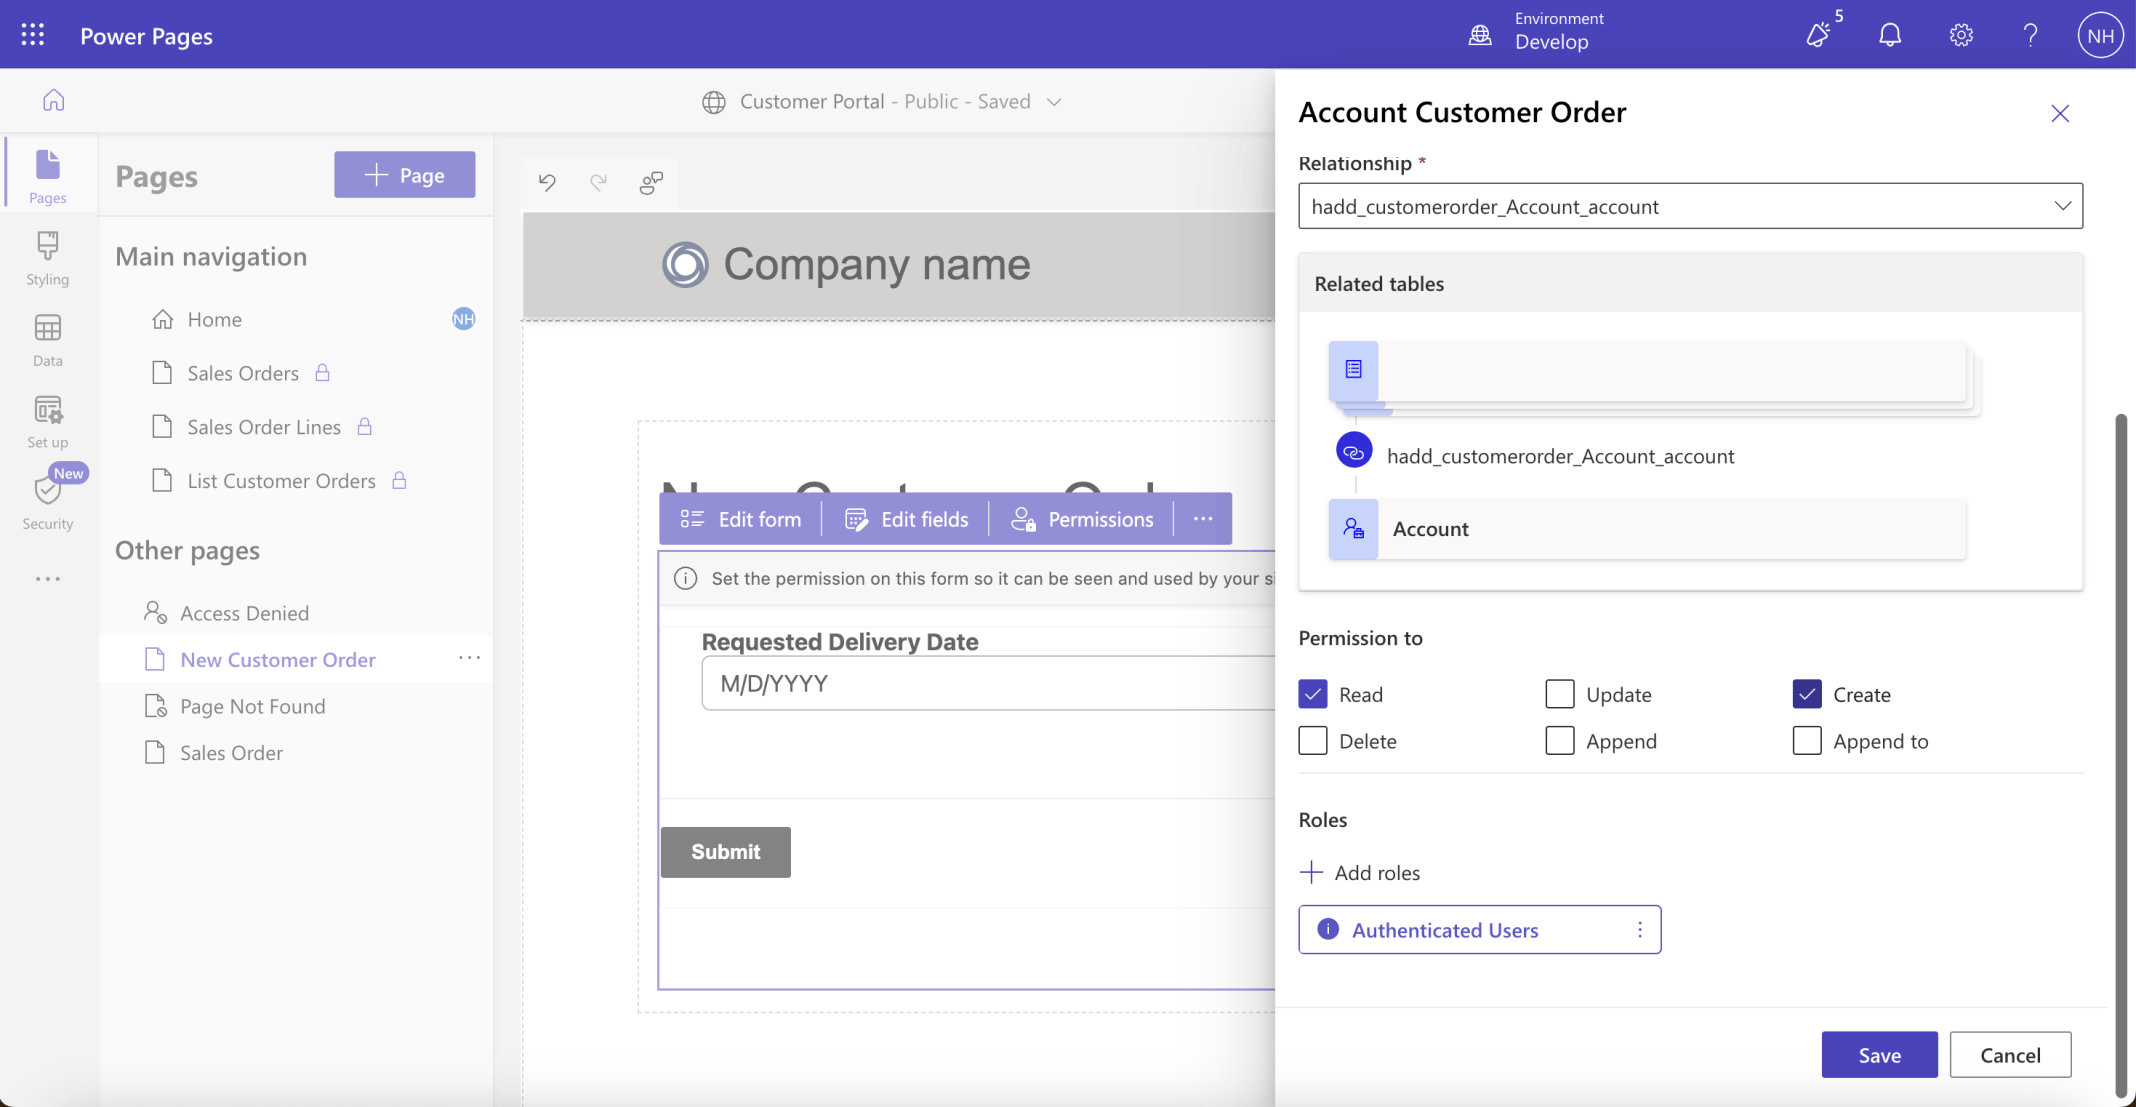 Power Pages
Environment
Develop
5
NH
Customer Portal - Public - Saved
Pages
Styling
Data
Set up
New
Security
Pages
Page
Main navigation
Home
NH
Sales Orders
Sales Order Lines
List Customer Orders
Other pages
Access Denied
New Customer Order
Page Not Found
Sales Order
Company name
New Customer Order
Edit form
Edit fields
Permissions
Set the permission on this form so it can be seen and used by your si
Requested Delivery Date
M/D/YYYY
Submit
Account Customer Order
Relationship *
hadd_customerorder_Account_account
Related tables
hadd_customerorder_Account_account
Account
Permission to
Read
Update
Create
Delete
Append
Append to
Roles
Add roles
Authenticated Users
Save
Cancel